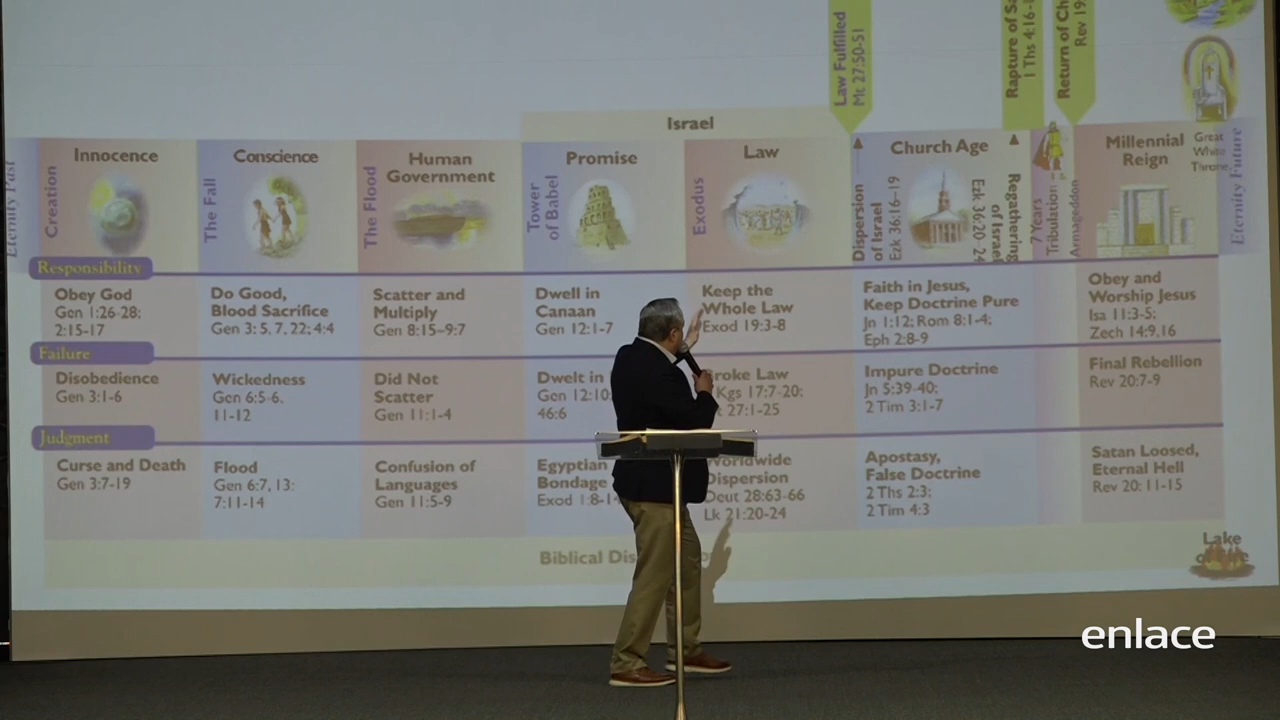 Law Fulfilled
Mt 27:50-51
Rapture of
1 Ths 4:16-
Return of
Rev 19:
Israel
Eternity Past
Creation
Innocence
The Fall
Conscience
The Flood
Human
Government
Tower
of Babel
Promise
Exodus
Law
Dispersion
of Israel
Ezk 36:16-19
Church Age
Ezk 36:20-24
Regathering
of Israel
7 Years
Tribulation
Armageddon
Millennial
Reign
Great
White
Throne
Eternity Future
Responsibility
Obey God
Gen 1:26-28;
2:15-17
Do Good,
Blood Sacrifice
Gen 3:5, 7, 22; 4:4
Scatter and
Multiply
Gen 8:15-9:7
Dwell in
Canaan
Gen 12:1-7
Keep the
Whole Law
Exod 19:3-8
Faith in Jesus,
Keep Doctrine Pure
Jn 1:12; Rom 8:1-4;
Eph 2:8-9
Obey and
Worship Jesus
Isa 11:3-5;
Zech 14:9,16
Failure
Disobedience
Gen 3:1-6
Wickedness
Gen 6:5-6,
11-12
Did Not
Scatter
Gen 11:1-4
Dwelt in
Gen 12:10;
46:6
Broke Law
Kgs 17:7-20;
27:1-25
Impure Doctrine
Jn 5:39-40;
2 Tim 3:1-7
Final Rebellion
Rev 20:7-9
Judgment
Curse and Death
Gen 3:7-19
Flood
Gen 6:7, 13;
7:11-14
Confusion of
Languages
Gen 11:5-9
Egyptian
Bondage
Exod 1:8-14
Worldwide
Dispersion
Deut 28:63-66
Lk 21:20-24
Apostasy,
False Doctrine
2 Ths 2:3;
2 Tim 4:3
Satan Loosed,
Eternal Hell
Rev 20:11-15
Biblical
Lake
enlace